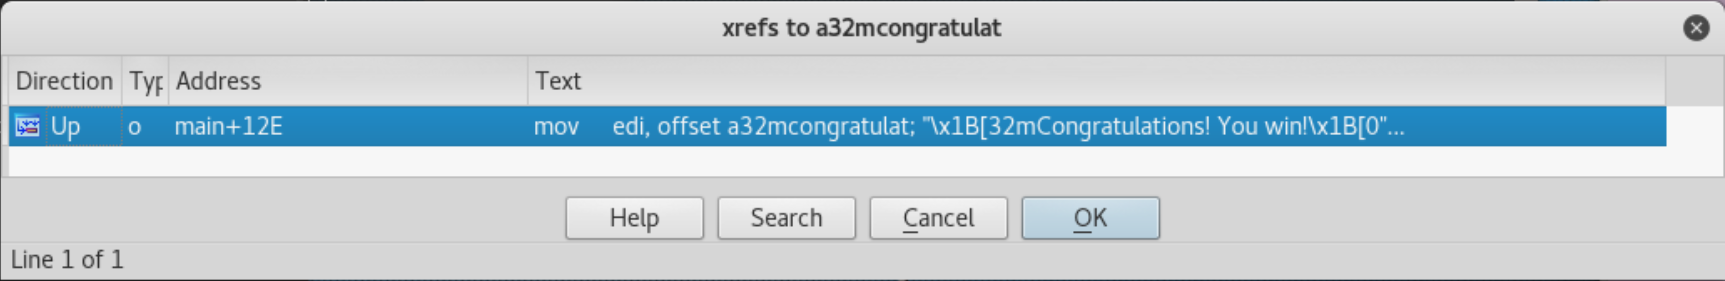 xrefs to a32mcongratulat
Direction Typ Address Text
Up o main+12E mov edi, offset a32mcongratulat; "\x1B[32mCongratulations! You win!\x1B[0"...
Help Search Cancel OK
Line 1 of 1